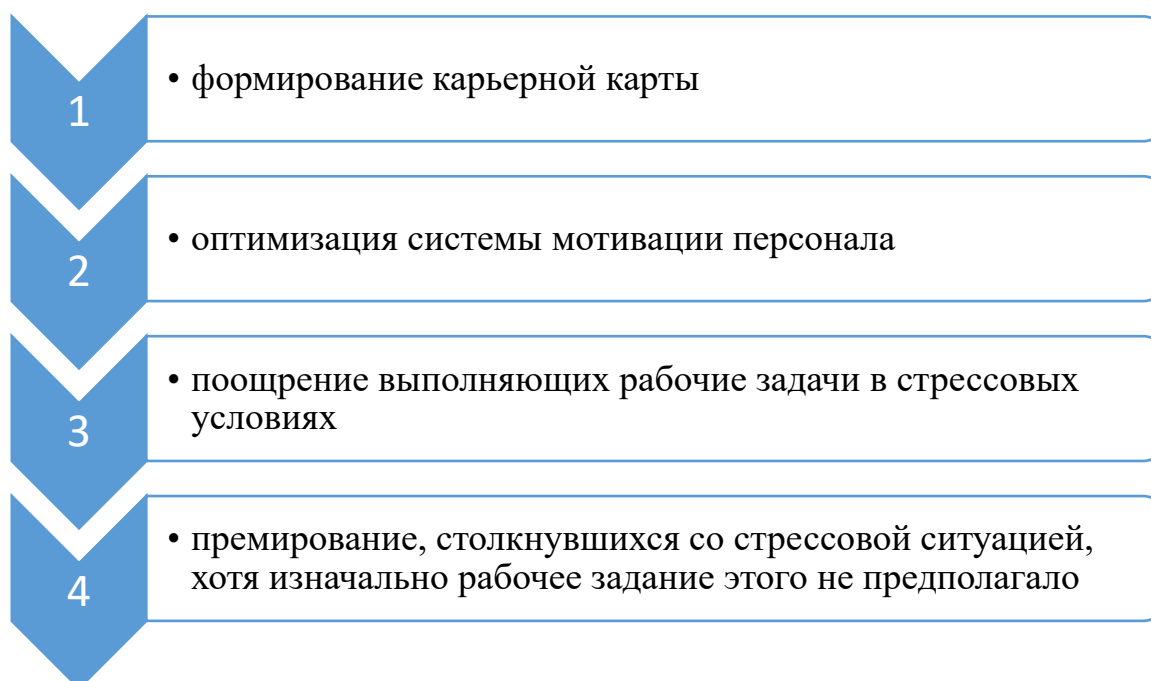 1
• формирование карьерной карты
2
• оптимизация системы мотивации персонала
3
• поощрение выполняющих рабочие задачи в стрессовых
условиях
4
• премирование, столкнувшихся со стрессовой ситуацией,
хотя изначально рабочее задание этого не предполагало